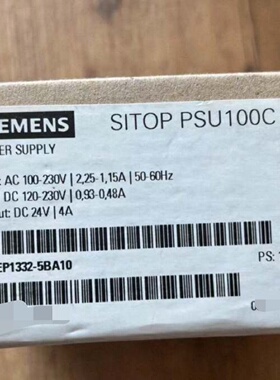 IEMENS SITOP PSU100C
ER SUPPLY
: AC 100-230V | 2,25-1,15A | 50-60Hz
DC 120-230V | 0,93-0,48A
ut: DC 24V | 4A
EP1332-5BA10
PS: